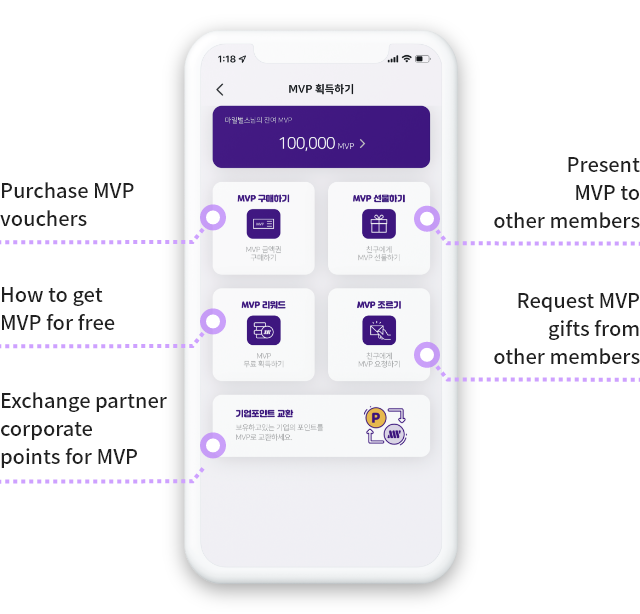 1:18
MVP 획득하기
마일벌스님의 잔여 MVP
100,000 MVP
Purchase MVP
vouchers
MVP 구매하기
MVP
MVP 금액권
구매하기
MVP 선물하기
친구에게
MVP 선물하기
Present
MVP to
other members
How to get
MVP for free
MVP 리워드
MVP
무료 획득하기
MVP 조르기
친구에게
MVP 요청하기
Request MVP
gifts from
other members
Exchange partner
corporate
points for MVP
기업포인트 교환
보유하고있는 기업의 포인트를
MVP로 교환하세요.
P